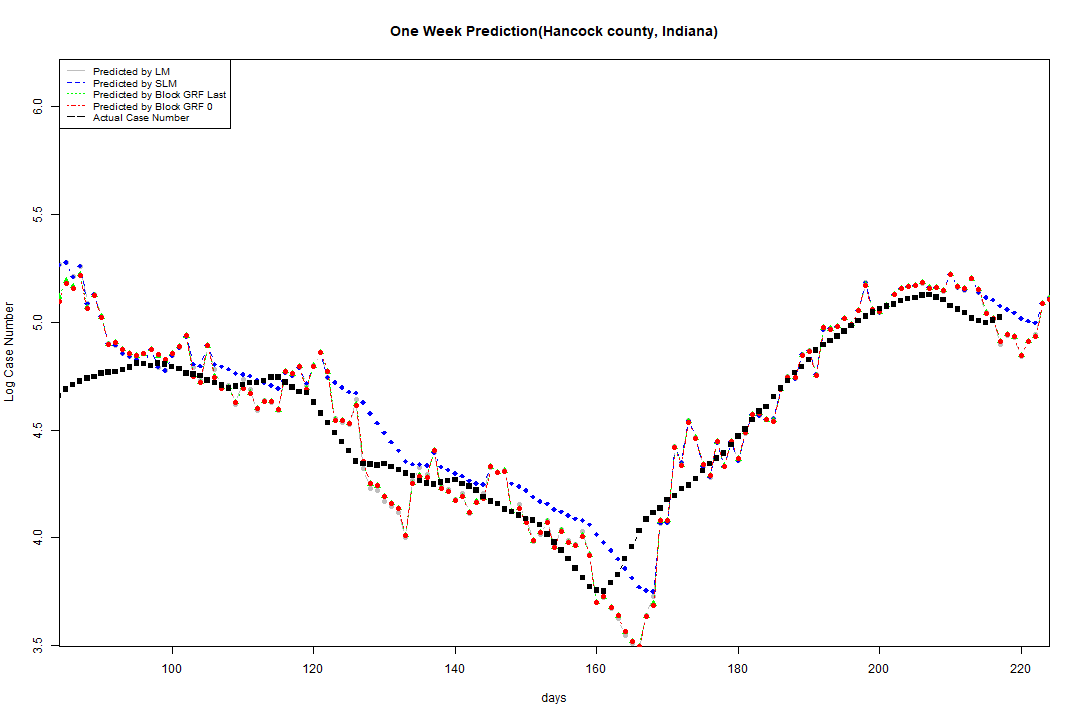 One Week Prediction(Hancock county, Indiana)
Predicted by LM
Predicted by SLM
Predicted by Block GRF Last
Predicted by Block GRF 0
Actual Case Number
Log Case Number
6.0
5.5
5.0
4.5
4.0
3.5
100 120 140 160 180 200 220
days